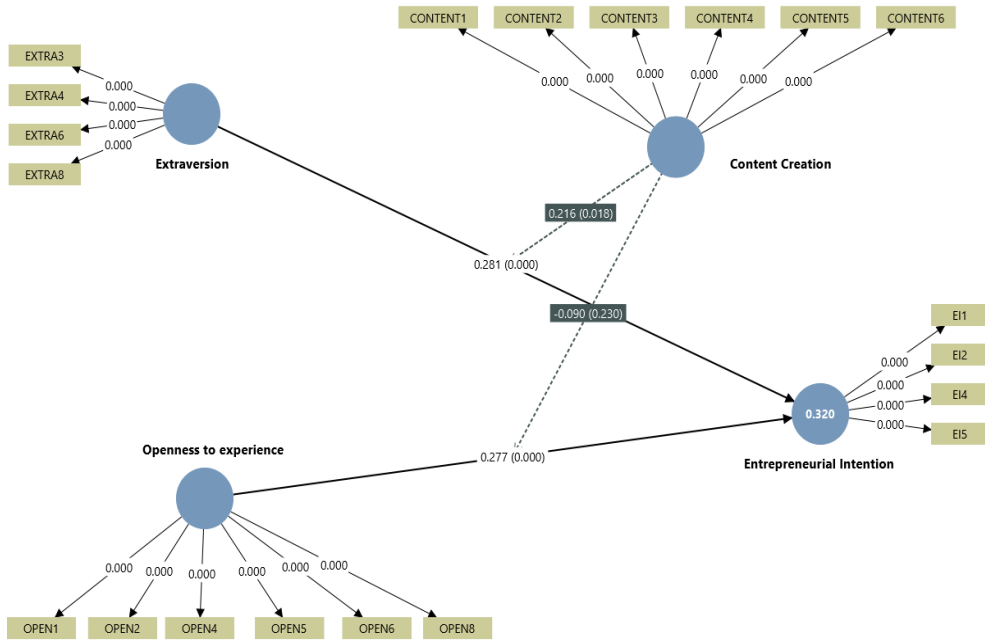 CONTENT1
CONTENT2
CONTENT3
CONTENT4
CONTENT5
CONTENT6
EXTRA3
EXTRA4
EXTRA6
EXTRA8
0.000
0.000
0.000
0.000
Extraversion
0.000
0.000
0.000
0.000
0.000
0.000
Content Creation
0.216 (0.018)
0.281 (0.000)
-0.090 (0.230)
EI1
EI2
EI4
EI5
0.000
0.000
0.000
0.000
0.320
Entrepreneurial Intention
0.277 (0.000)
Openness to experience
0.000
0.000
0.000
0.000
0.000
0.000
OPEN1
OPEN2
OPEN4
OPEN5
OPEN6
OPEN8